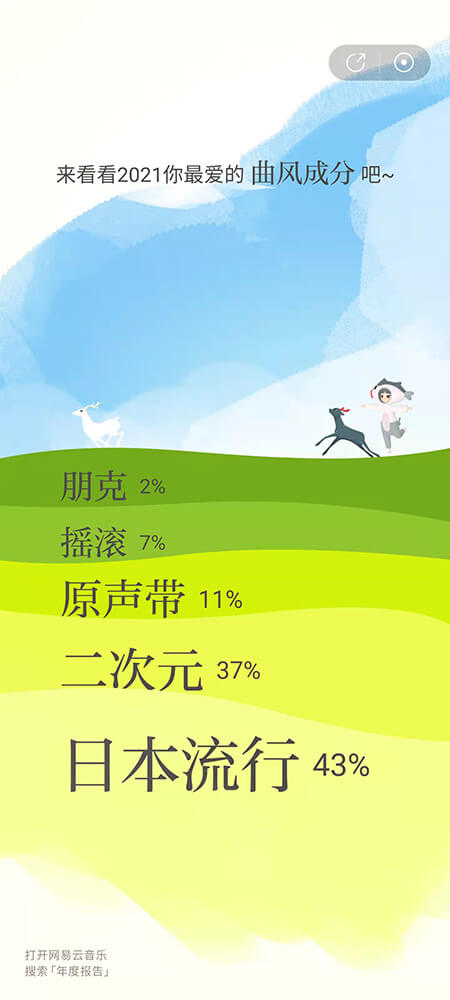 来看看2021你最爱的 曲风成分 吧~
朋克 2%
摇滚 7%
原声带 11%
二次元 37%
日本流行 43%
打开网易云音乐
搜索「年度报告」